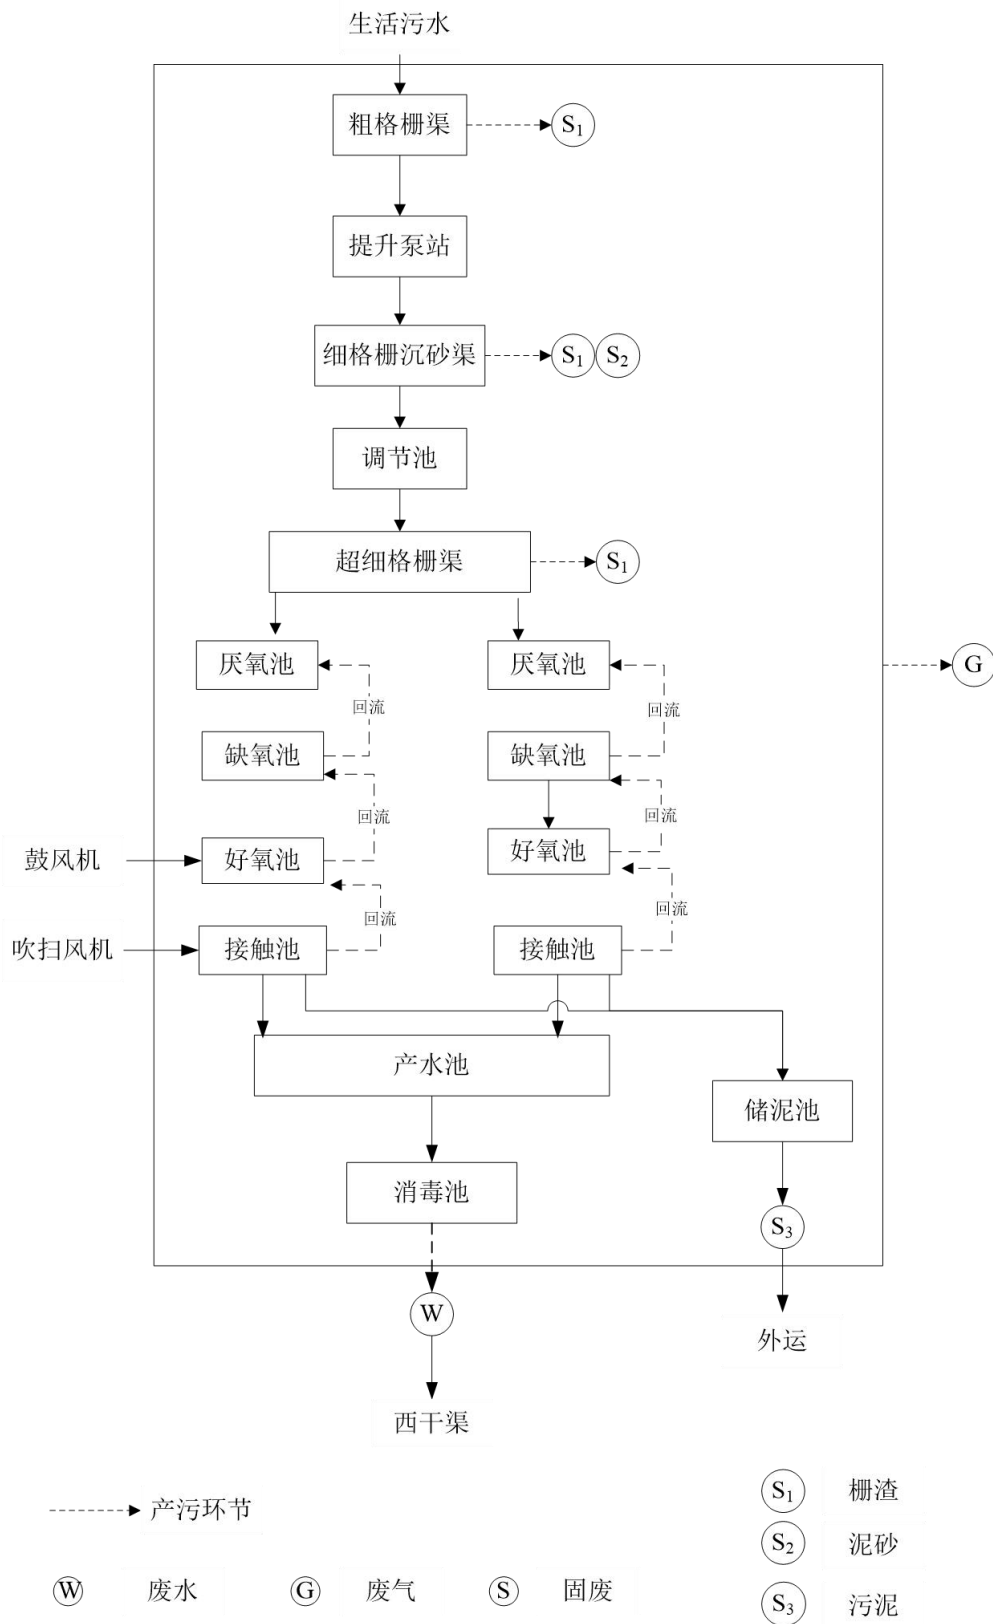 生活污水
粗格栅渠
S1
提升泵站
细格栅沉砂渠
S1 S2
调节池
超细格栅渠
S1
厌氧池
厌氧池
G
回流
回流
缺氧池
缺氧池
回流
回流
鼓风机
好氧池
好氧池
回流
回流
吹扫风机
接触池
接触池
产水池
储泥池
消毒池
S3
W
外运
西干渠
产污环节
S1 栅渣
S2 泥砂
W 废水 G 废气 S 固废
S3 污泥